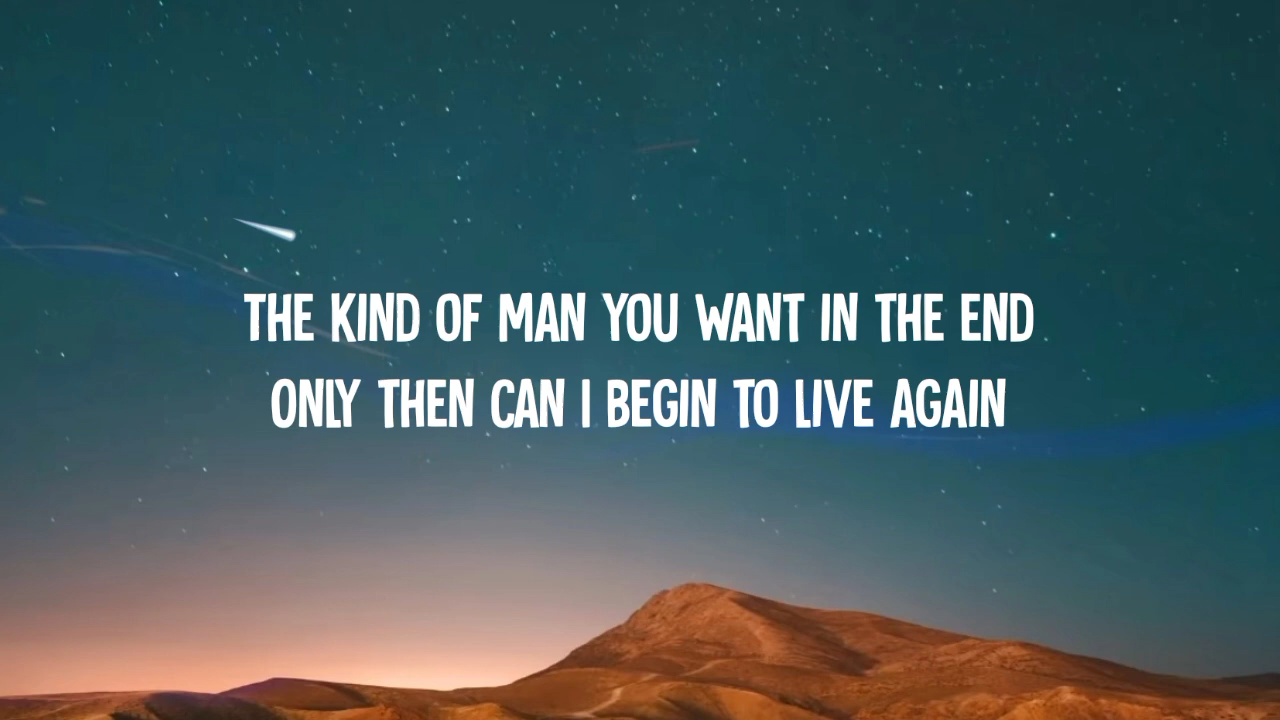 THE KIND OF MAN YOU WANT IN THE END
ONLY THEN CAN I BEGIN TO LIVE AGAIN